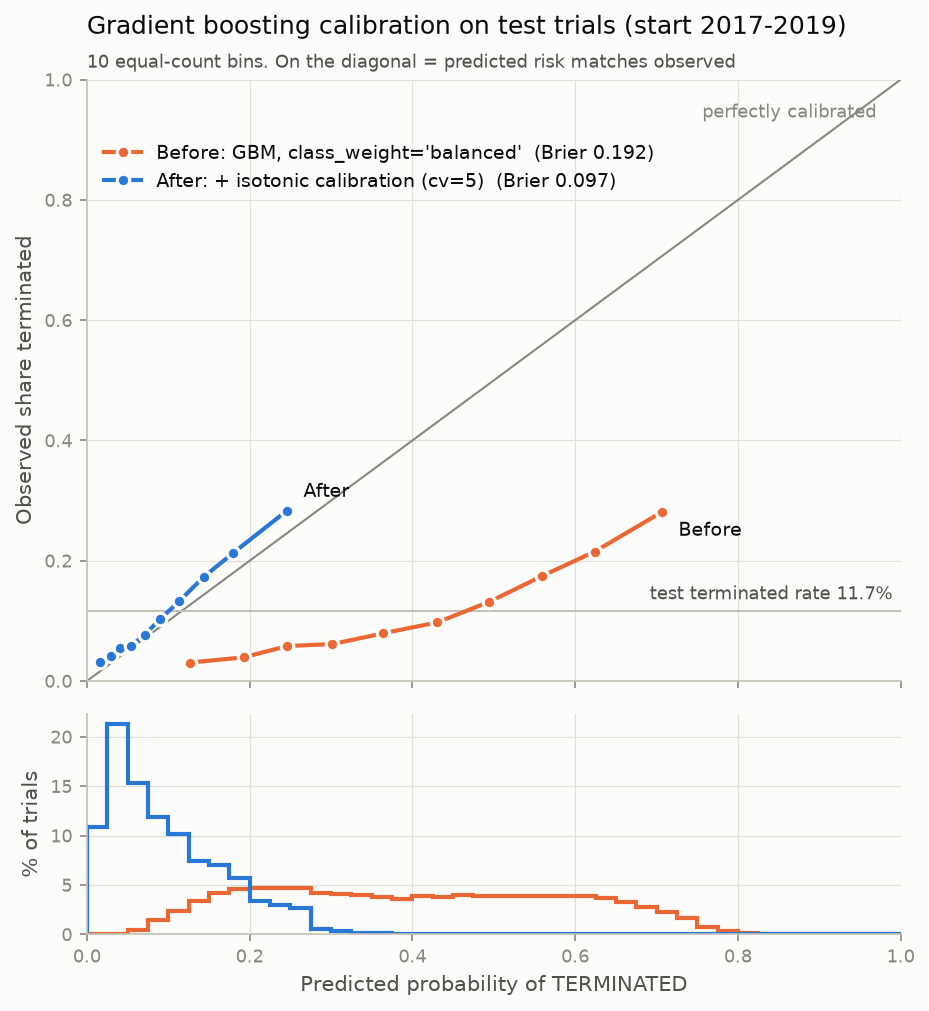 Gradient boosting calibration on test trials (start 2017-2019)
10 equal-count bins. On the diagonal = predicted risk matches observed
1.0
perfectly calibrated
Before: GBM, class_weight='balanced'  (Brier 0.192)
After: + isotonic calibration (cv=5)  (Brier 0.097)
0.8
0.6
Observed share terminated
0.4
After
Before
0.2
test terminated rate 11.7%
0.0
20
15
% of trials
10
5
0
0.0 0.2 0.4 0.6 0.8 1.0
Predicted probability of TERMINATED